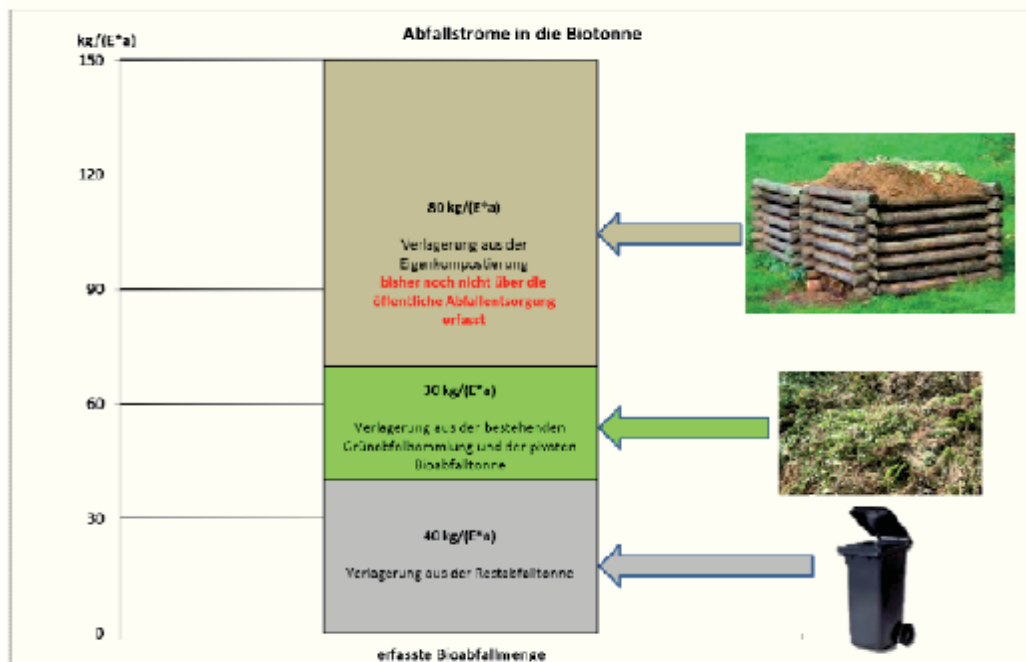 Abfallströme in die Biotonne
kg/(E*a)
150
120
90
60
30
0
80 kg/(E*a)
Verlagerung aus der
Eigenkompostierung
bisher noch nicht über die
öffentliche Abfallentsorgung
erfasst
30 kg/(E*a)
Verlagerung aus der bestehenden
Grünabfallsammlung und der privaten
Bioabfalltonne
40 kg/(E*a)
Verlagerung aus der Restabfalltonne
erfasste Bioabfallmenge